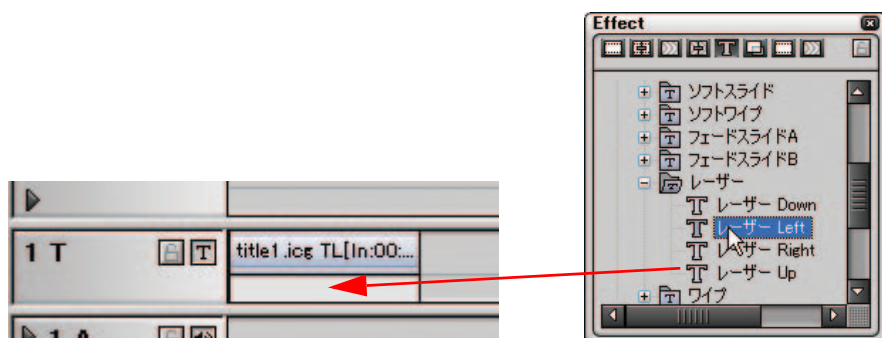 Effect
ソフトスライド
ソフトワイプ
フェードスライドA
フェードスライドB
レーザー
レーザー Down
レーザー Left
レーザー Right
レーザー Up
ワイプ
1 T
T
title1.icg TL[In:00:...
1 A